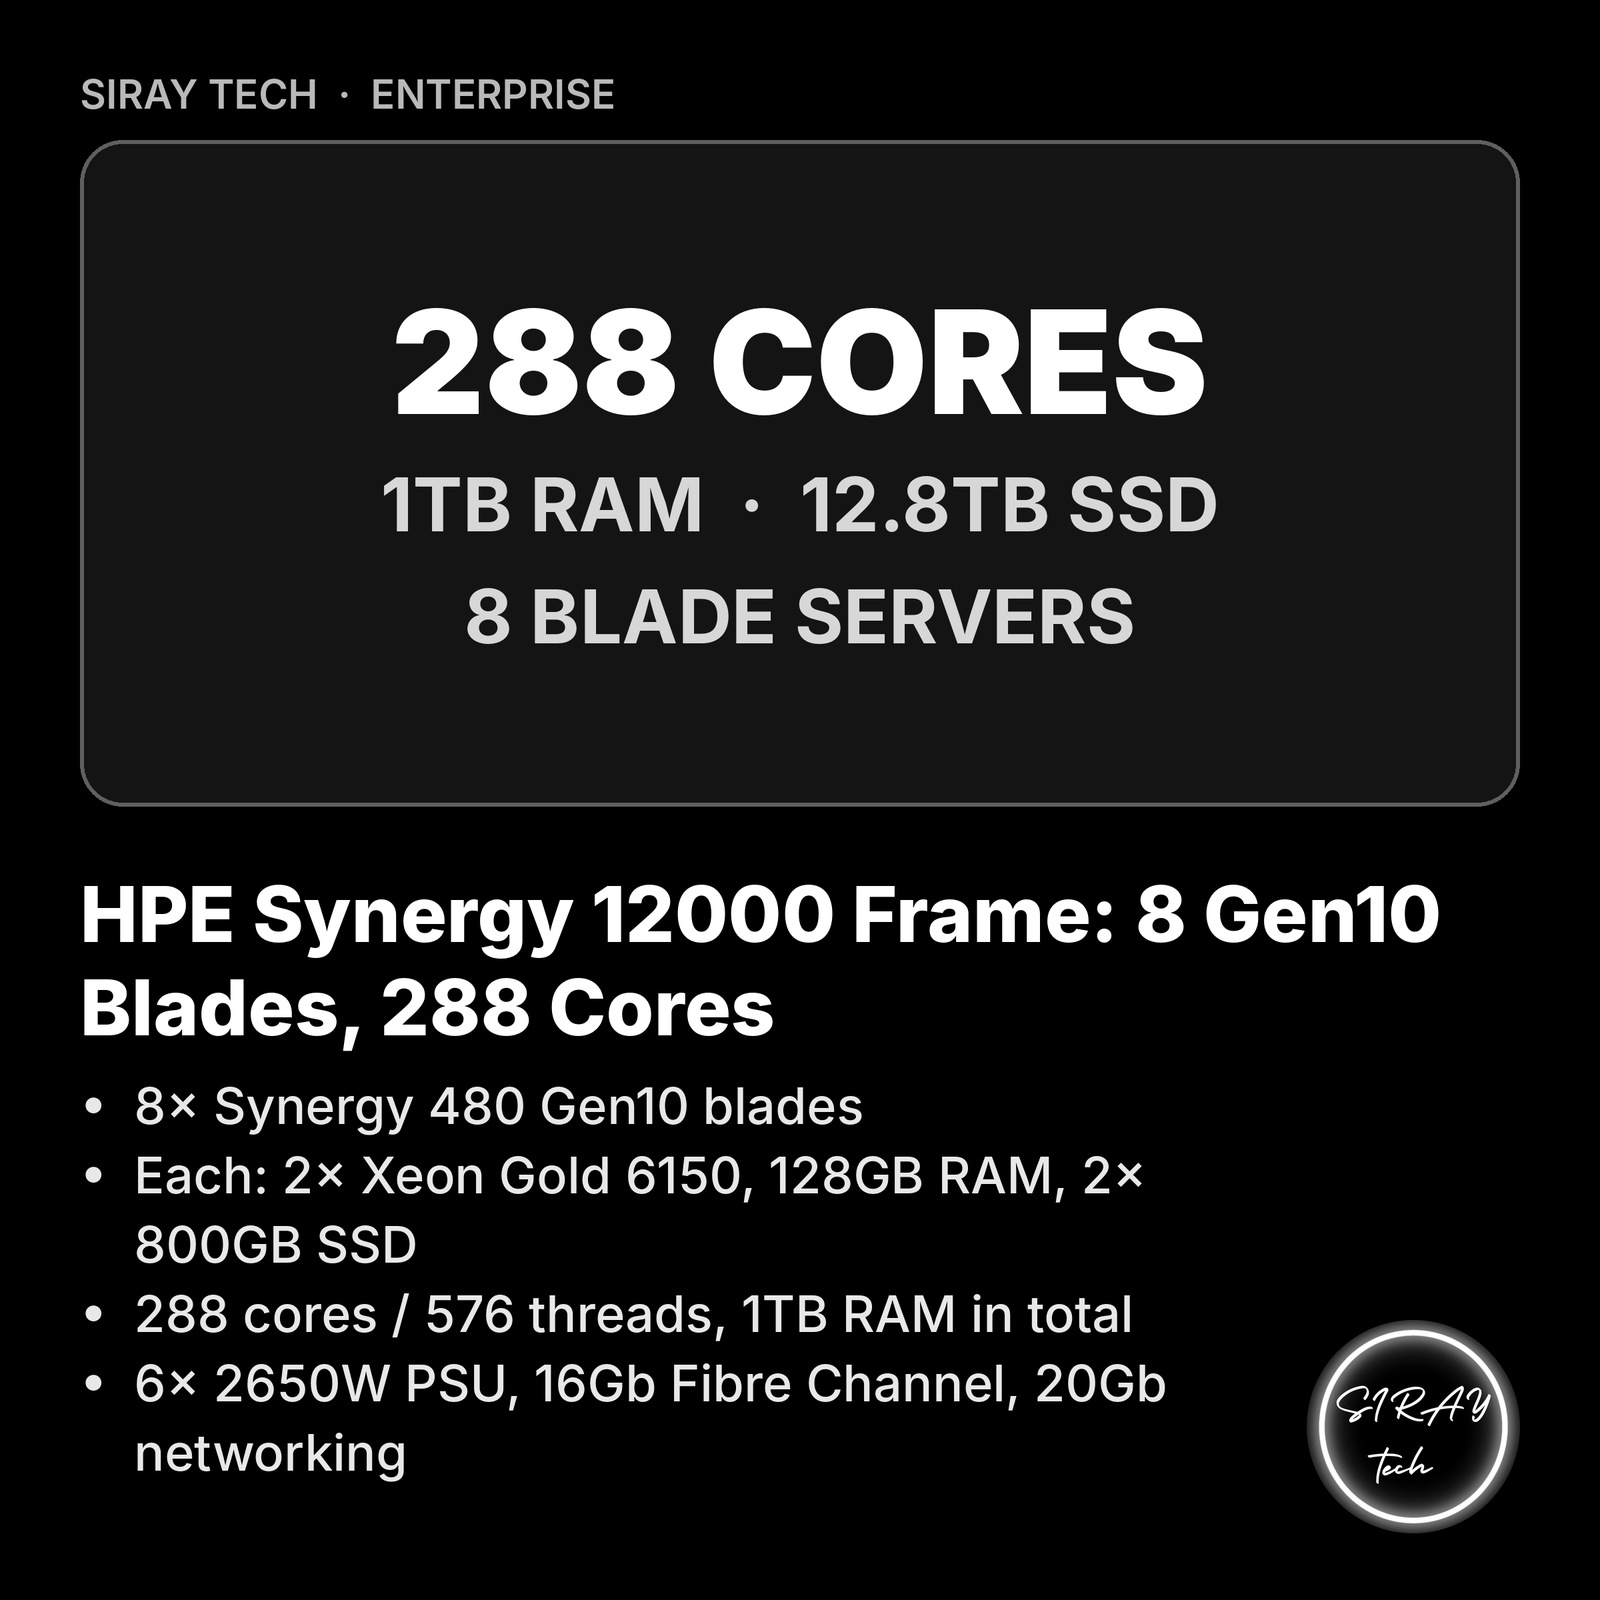 SIRAY TECH · ENTERPRISE
288 CORES
1TB RAM · 12.8TB SSD
8 BLADE SERVERS
HPE Synergy 12000 Frame: 8 Gen10
Blades, 288 Cores
• 8× Synergy 480 Gen10 blades
• Each: 2× Xeon Gold 6150, 128GB RAM, 2×
800GB SSD
• 288 cores / 576 threads, 1TB RAM in total
• 6× 2650W PSU, 16Gb Fibre Channel, 20Gb
networking
SIRAY
tech